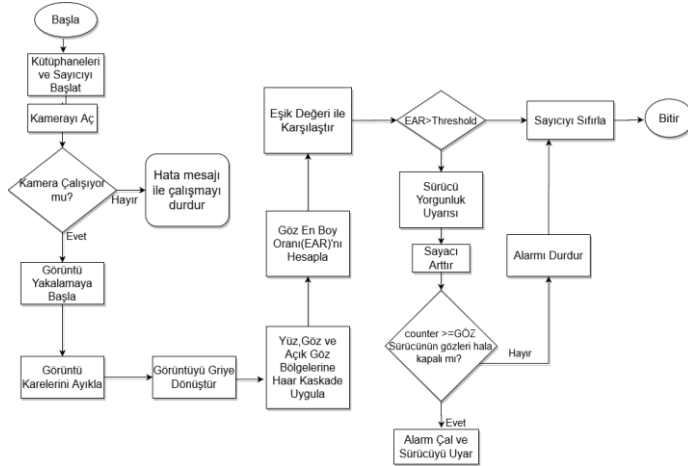 Başla
Kütüphaneleri
ve Sayıcıyı
Başlat
Kamerayı Aç
Kamera Çalışıyor
mu?
Hayır
Hata mesajı
ile çalışmayı
durdur
Evet
Görüntü
Yakalamaya
Başla
Görüntü
Karelerini Ayıkla
Görüntüyü Griye
Dönüştür
Yüz,Göz ve
Açık Göz
Bölgelerine
Haar Kaskade
Uygula
Göz En Boy
Oranı(EAR)'nı
Hesapla
Eşik Değeri ile
Karşılaştır
EAR>Threshold
Sayıcıyı Sıfırla
Bitir
Sürücü
Yorgunluk
Uyarısı
Sayacı
Arttır
counter >=GÖZ
Sürücünün gözleri hala
kapalı mı?
Hayır
Alarmı Durdur
Evet
Alarm Çal ve
Sürücüyü Uyar